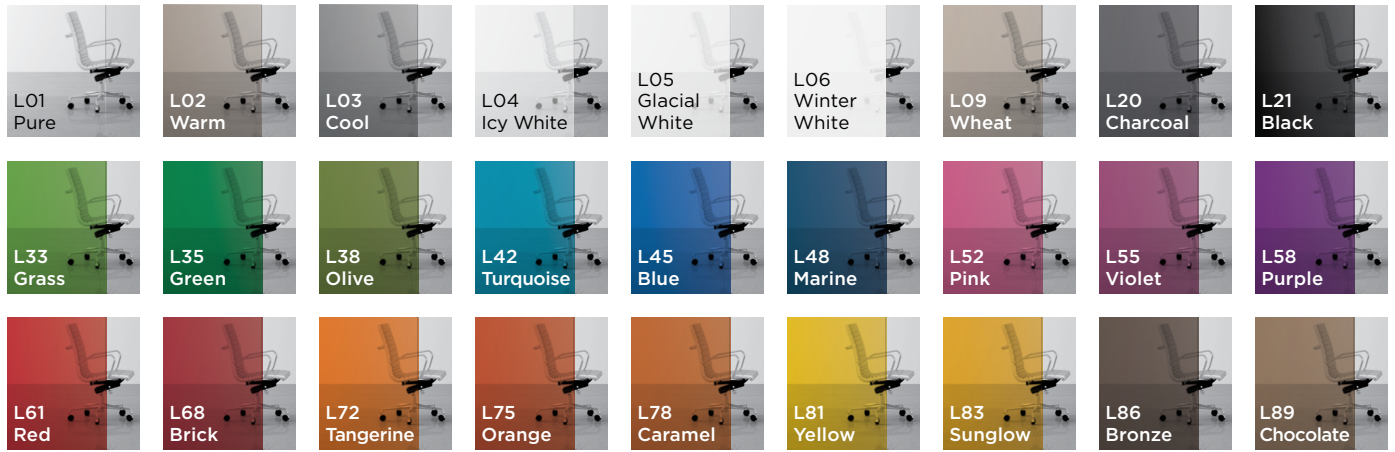 L01
Pure
L02
Warm
L03
Cool
L04
Icy White
L05
Glacial
White
L06
Winter
White
L09
Wheat
L20
Charcoal
L21
Black
L33
Grass
L35
Green
L38
Olive
L42
Turquoise
L45
Blue
L48
Marine
L52
Pink
L55
Violet
L58
Purple
L61
Red
L68
Brick
L72
Tangerine
L75
Orange
L78
Caramel
L81
Yellow
L83
Sunglow
L86
Bronze
L89
Chocolate